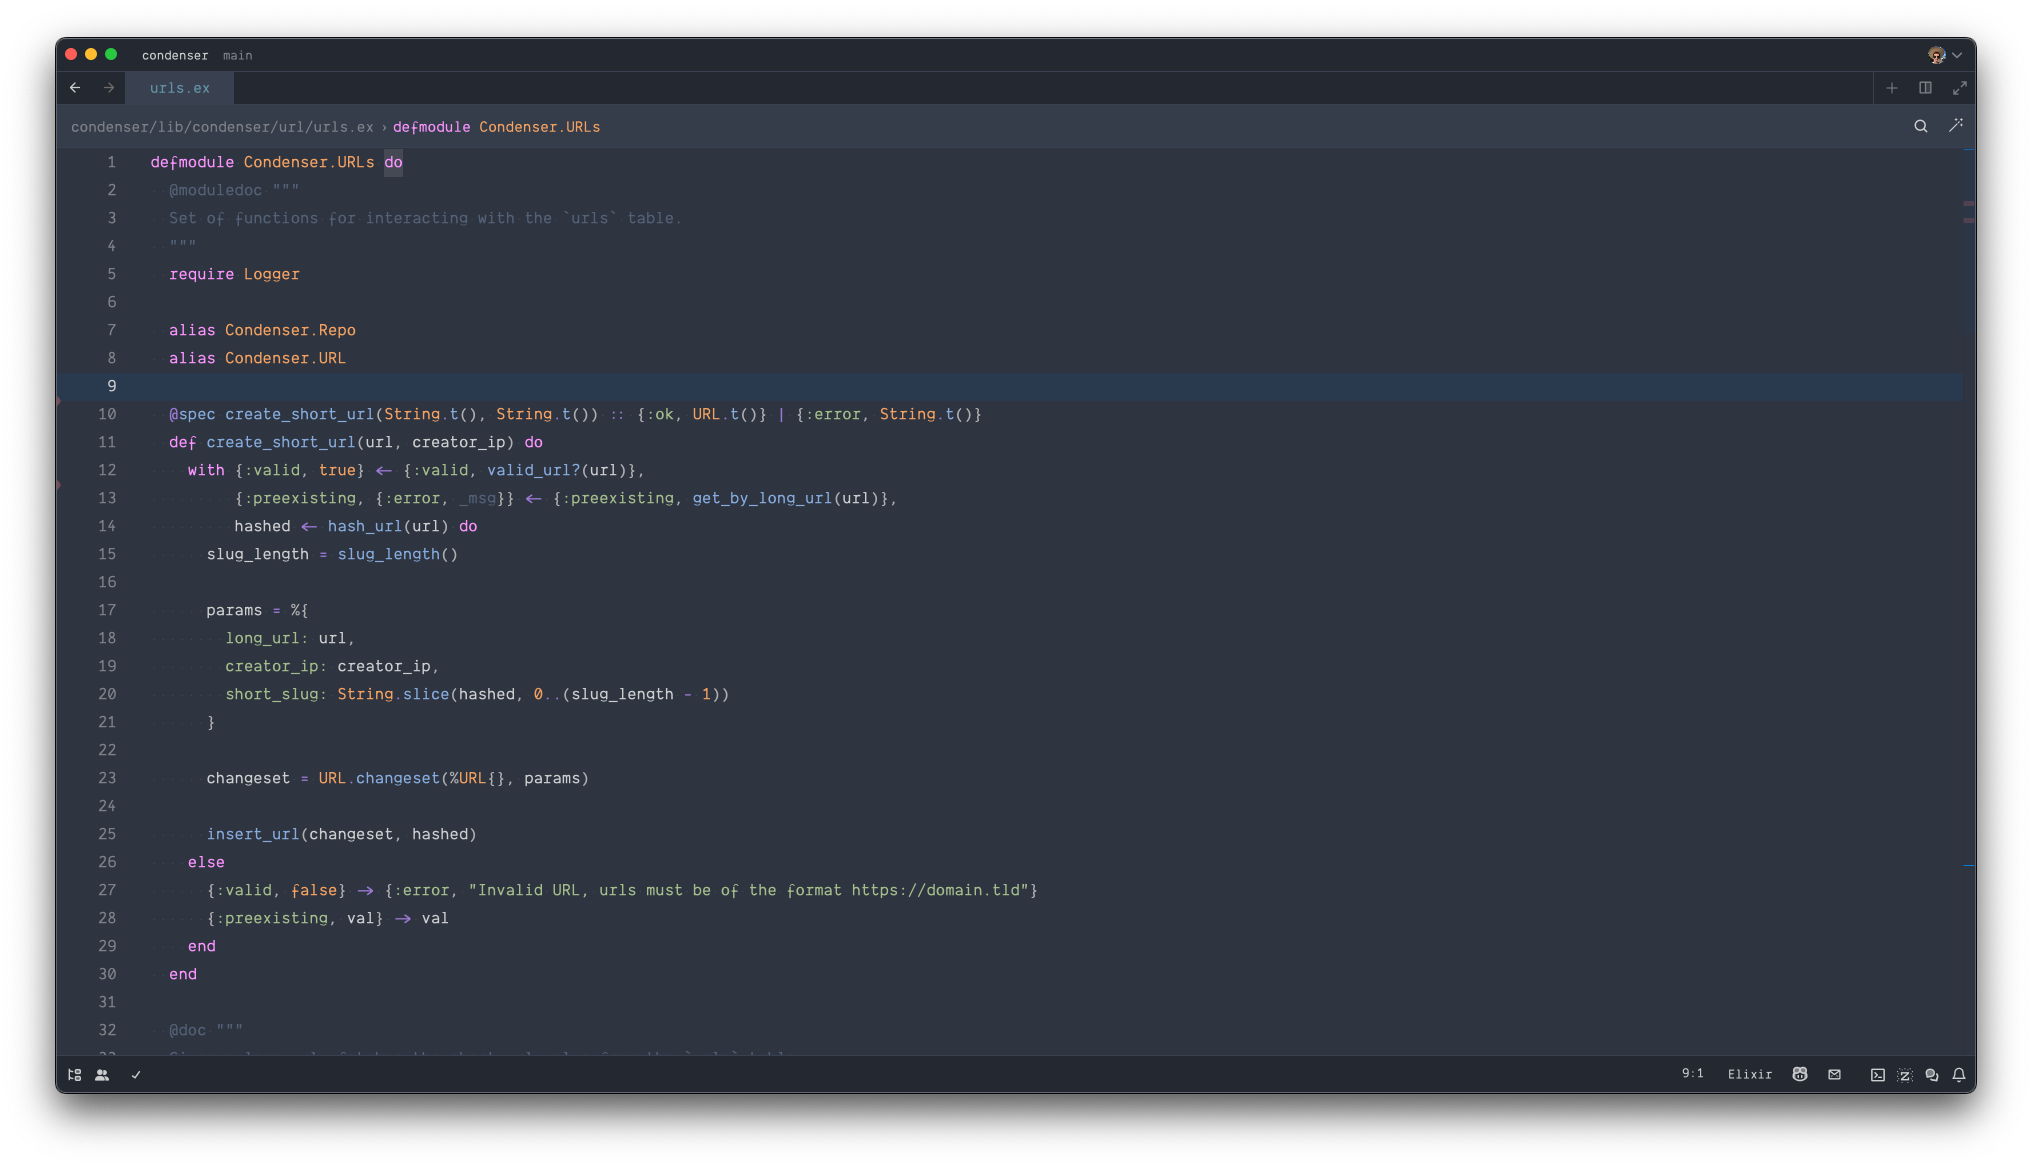 condenser main
urls.ex
condenser/lib/condenser/url/urls.ex › defmodule Condenser.URLs
1 defmodule Condenser.URLs do
2 @moduledoc """
3 Set of functions for interacting with the `urls` table.
4 """
5 require Logger
6
7 alias Condenser.Repo
8 alias Condenser.URL
9
10 @spec create_short_url(String.t(), String.t()) :: {:ok, URL.t()} | {:error, String.t()}
11 def create_short_url(url, creator_ip) do
12 with {:valid, true} <- {:valid, valid_url?(url)},
13 {:preexisting, {:error, _msg}} <- {:preexisting, get_by_long_url(url)},
14 hashed <- hash_url(url) do
15 slug_length = slug_length()
16
17 params = %{
18 long_url: url,
19 creator_ip: creator_ip,
20 short_slug: String.slice(hashed, 0..(slug_length - 1))
21 }
22
23 changeset = URL.changeset(%URL{}, params)
24
25 insert_url(changeset, hashed)
26 else
27 {:valid, false} -> {:error, "Invalid URL, urls must be of the format https://domain.tld"}
28 {:preexisting, val} -> val
29 end
30 end
31
32 @doc """
9:1 Elixir